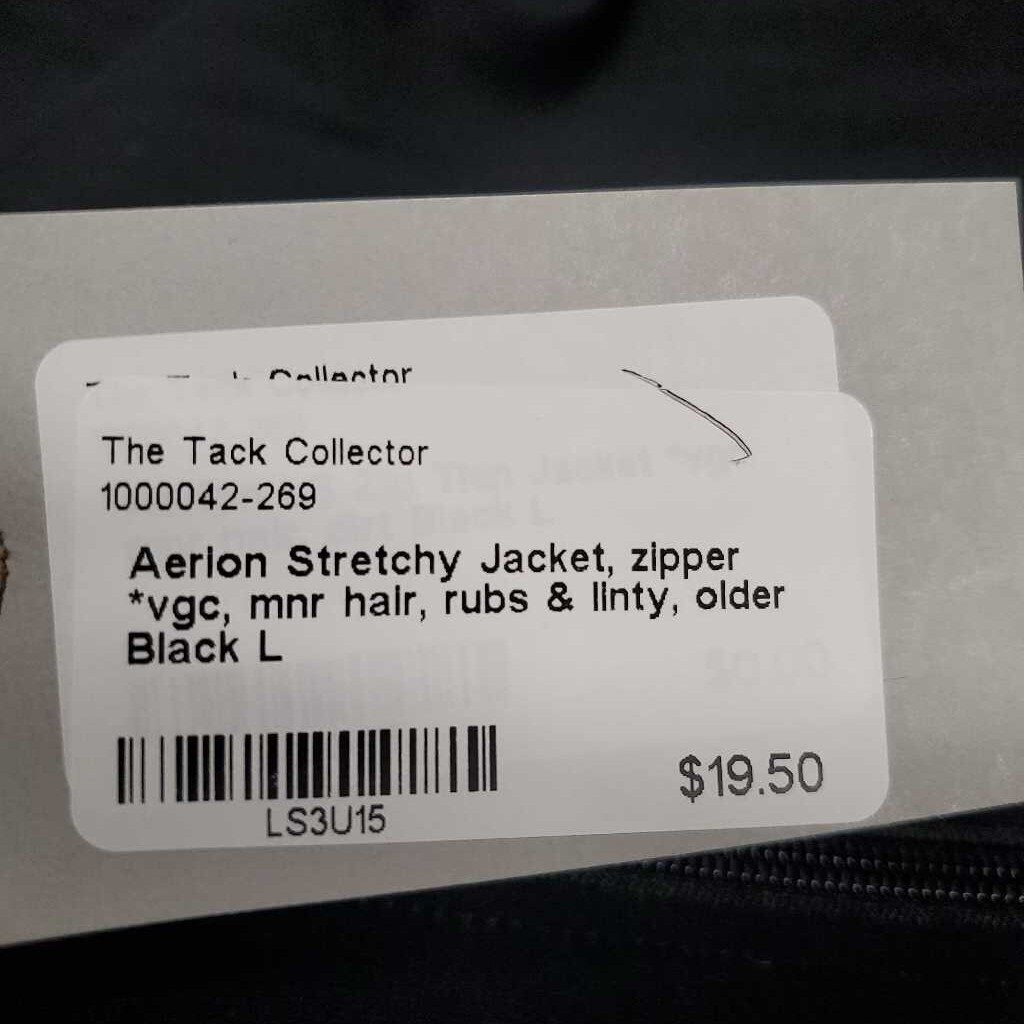 Collector
The Tack Collector
1000042-269
Aerion Stretchy Jacket, zipper
*vgc, mnr hair, rubs & linty, older
Black L
LS3U15
$19.50